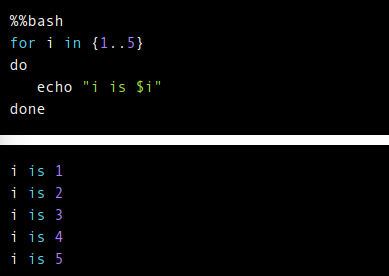 %%bash
for i in {1..5}
do
   echo "i is $i"
done
i is 1
i is 2
i is 3
i is 4
i is 5